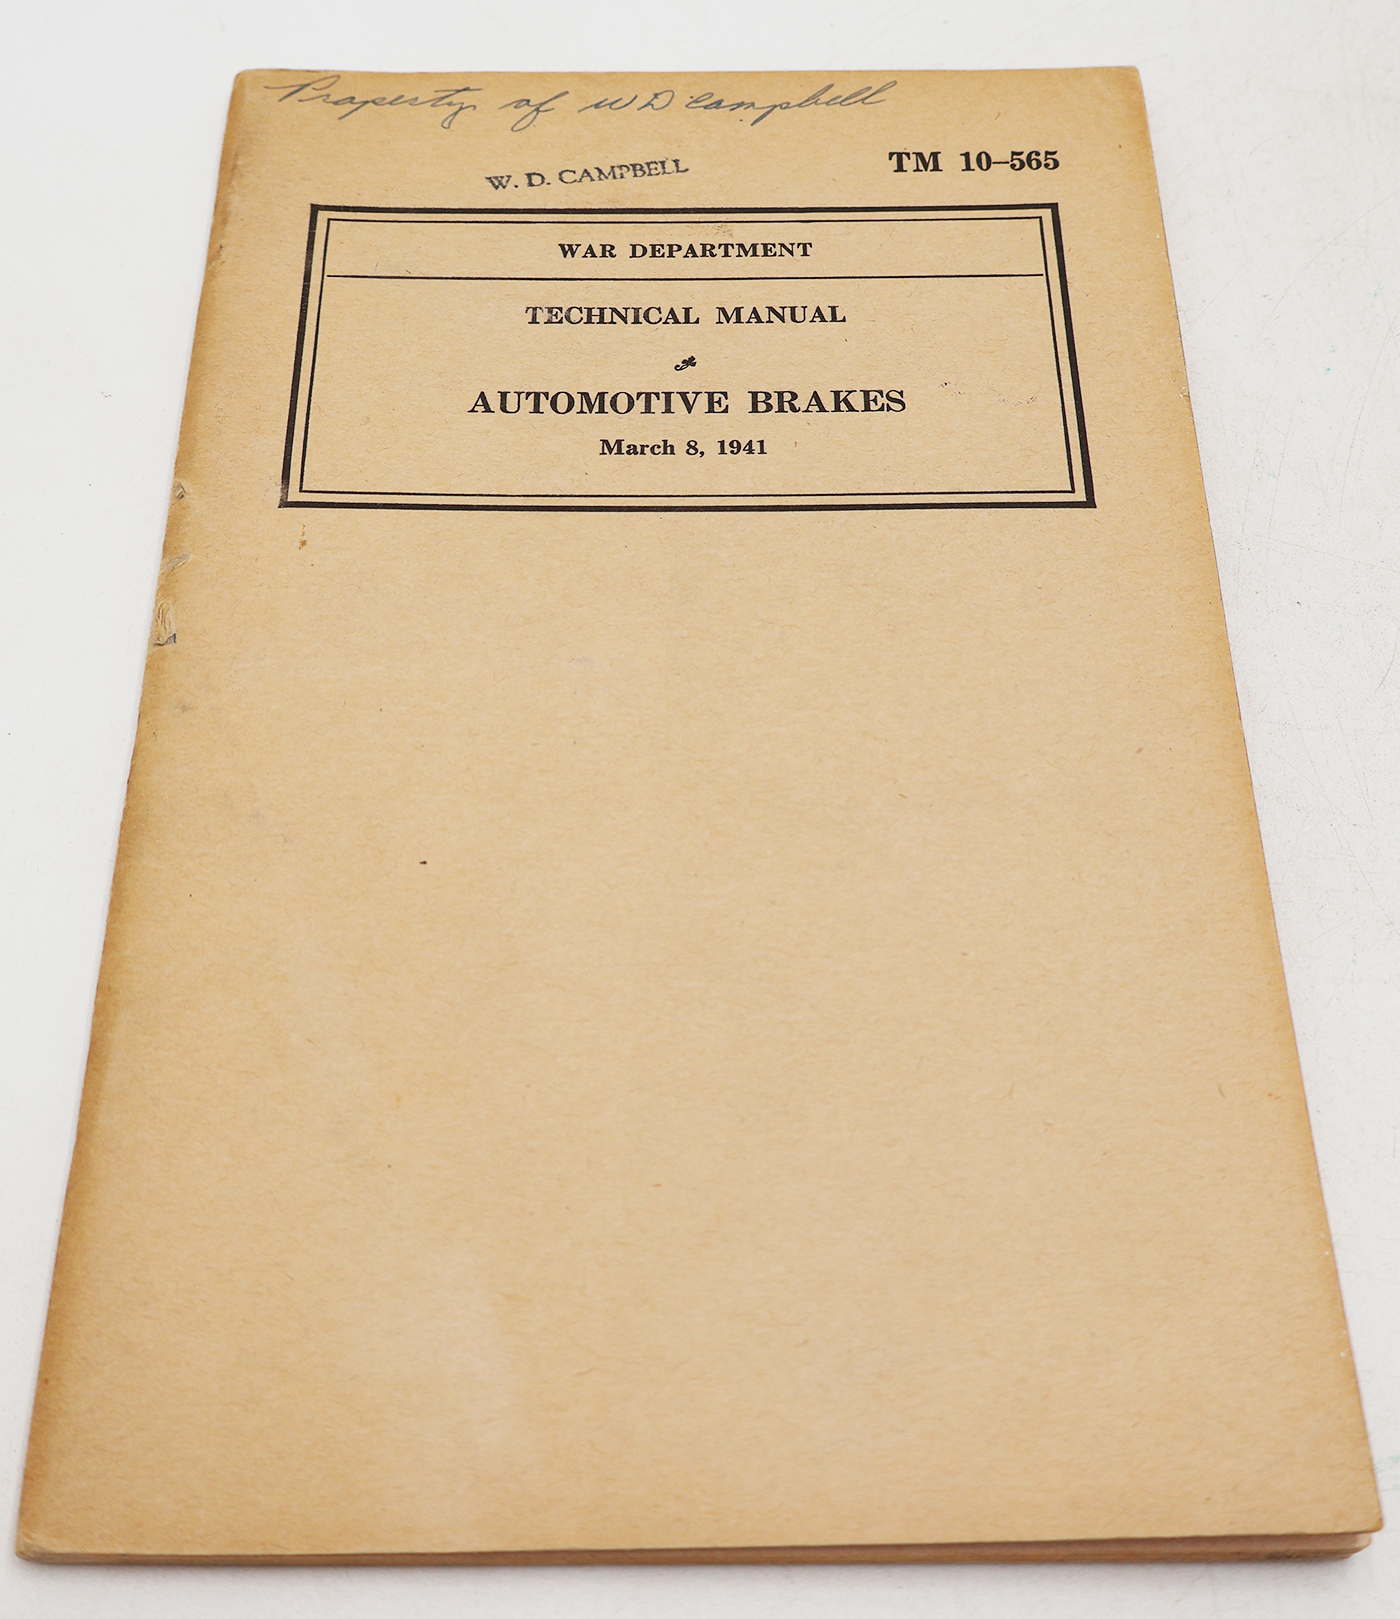 Property of W D Campbell
W. D. CAMPBELL
TM 10–565
WAR DEPARTMENT
TECHNICAL MANUAL
AUTOMOTIVE BRAKES
March 8, 1941